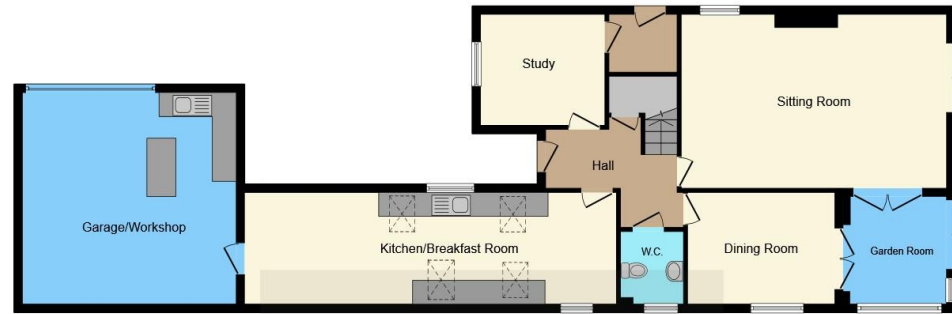 Study
Sitting Room
Hall
Garage/Workshop
Kitchen/Breakfast Room
W.C.
Dining Room
Garden Room